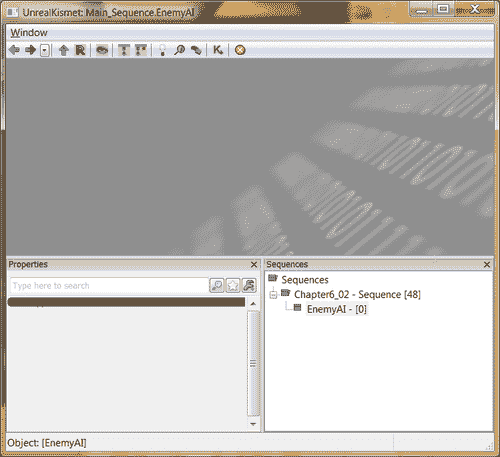 UnrealKismet: Main_Sequence.EnemyAI
Window
Properties
Type here to search
Sequences
Sequences
Chapter6_02 - Sequence [48]
EnemyAI - [0]
Object: [EnemyAI]